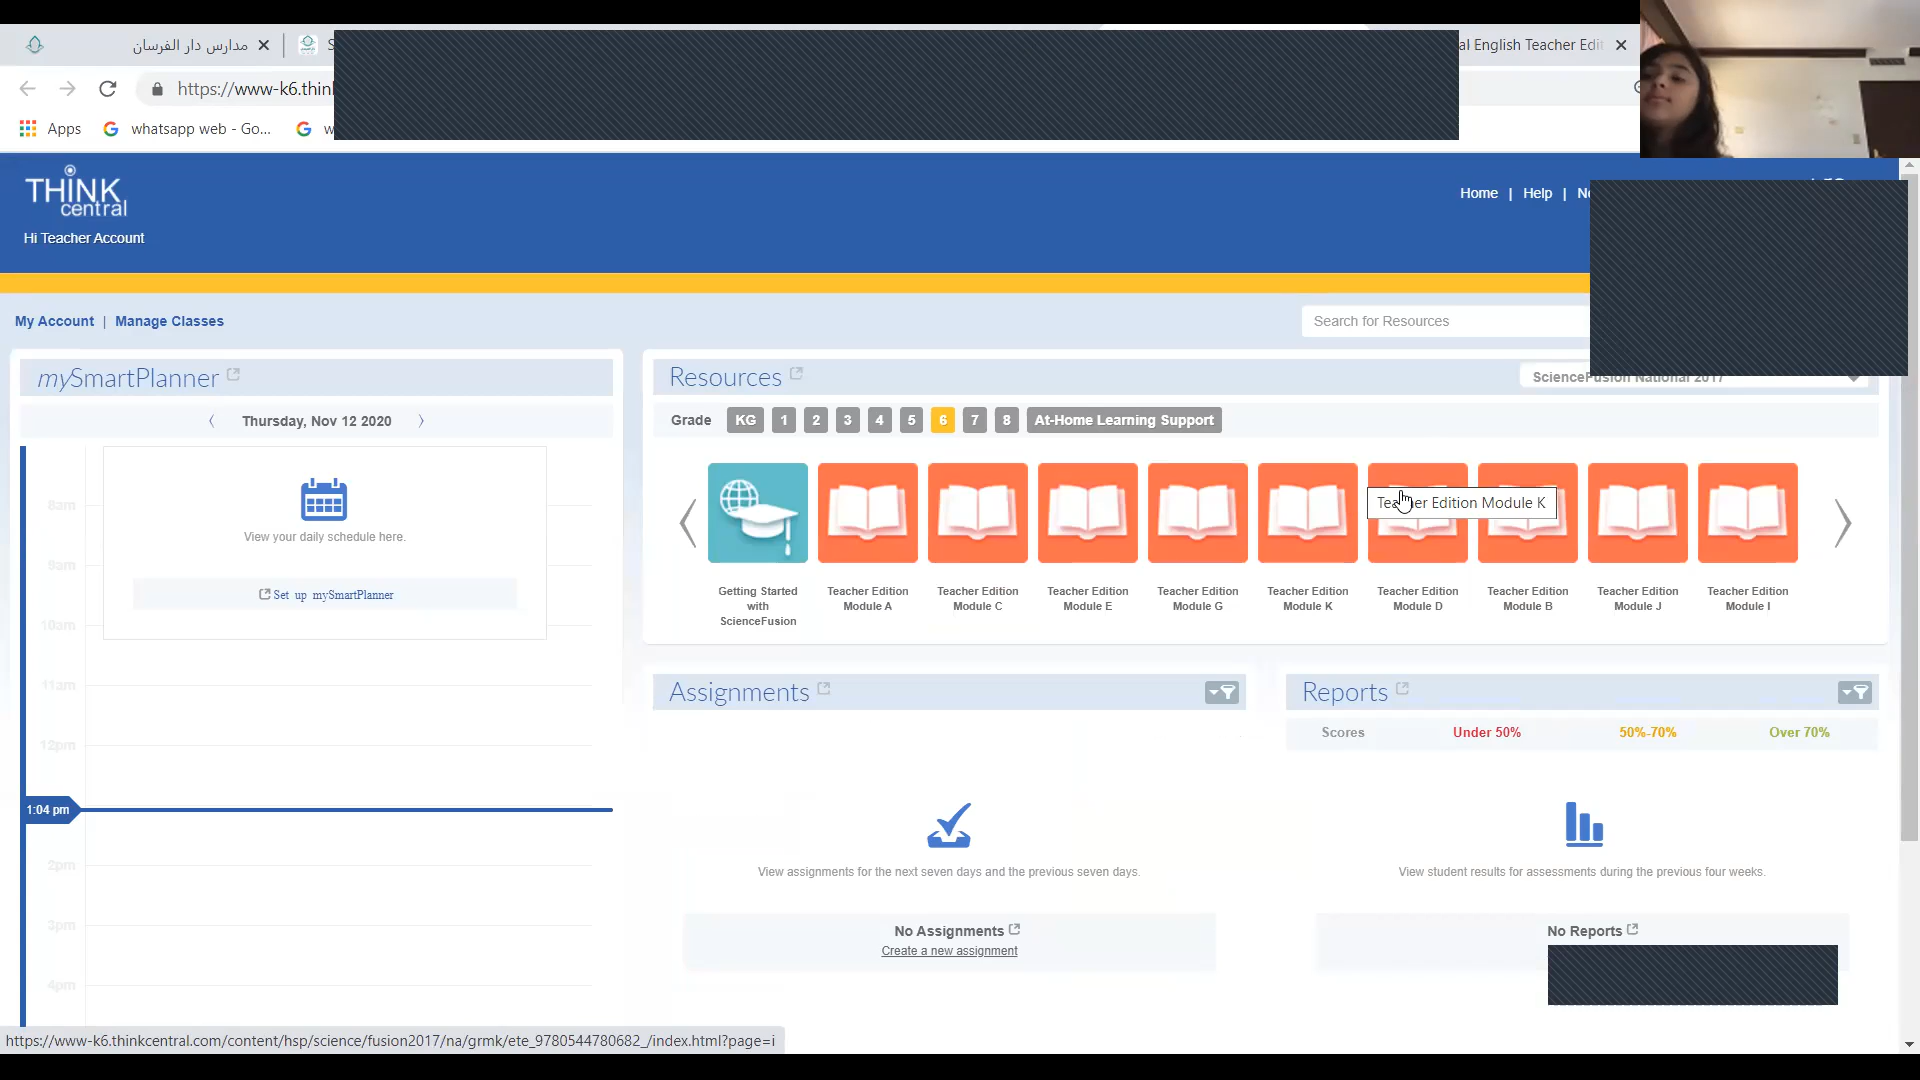 مدارس دار الفرسان
al English Teacher Edit
https://www-k6.thinl
Apps
whatsapp web - Go...
THINK
central
Home | Help |
Hi Teacher Account
My Account | Manage Classes
Search for Resources
mySmartPlanner
Resources
ScienceFusion National 2017
Thursday, Nov 12 2020
Grade KG 1 2 3 4 5 6 7 8 At-Home Learning Support
8am
View your daily schedule here.
9am
Set up mySmartPlanner
10am
11am
12pm
1:04 pm
2pm
3pm
4pm
Teacher Edition Module K
Getting Started
with
ScienceFusion
Teacher Edition
Module A
Teacher Edition
Module C
Teacher Edition
Module E
Teacher Edition
Module G
Teacher Edition
Module K
Teacher Edition
Module D
Teacher Edition
Module B
Teacher Edition
Module J
Teacher Edition
Module I
Assignments
View assignments for the next seven days and the previous seven days.
No Assignments
Create a new assignment
Reports
Scores Under 50% 50%-70% Over 70%
View student results for assessments during the previous four weeks.
No Reports
https://www-k6.thinkcentral.com/content/hsp/science/fusion2017/na/grmk/ete_9780544780682_/index.html?page=i